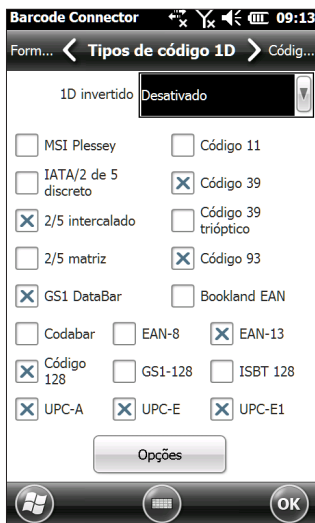 Barcode Connector 09:13
Form... Tipos de código 1D Códig...
1D invertido Desativado
MSI Plessey Código 11
IATA/2 de 5
discreto
Código 39
2/5 intercalado
Código 39
trióptico
2/5 matriz Código 93
GS1 DataBar Bookland EAN
Codabar EAN-8 EAN-13
Código
128
GS1-128 ISBT 128
UPC-A UPC-E UPC-E1
Opções
OK